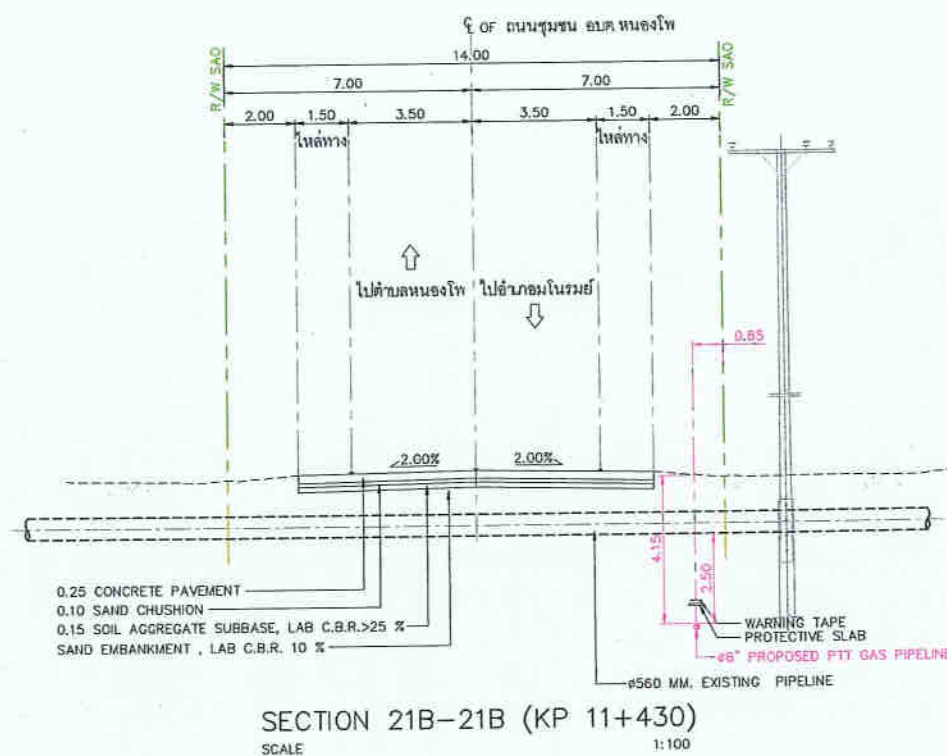 ℄ OF ถนนชุมชน อบต.หนองโพ
14.00
R/W SAO
R/W SAO
7.00 7.00
2.00 1.50 3.50 3.50 1.50 2.00
ไหล่ทาง ไหล่ทาง
ไปตำบลหนองโพ ไปอำเภอมโนรมย์
0.65
2.00% 2.00%
4.15
2.50
0.25 CONCRETE PAVEMENT
0.10 SAND CHUSHION
0.15 SOIL AGGREGATE SUBBASE, LAB C.B.R.>25 %
SAND EMBANKMENT , LAB C.B.R. 10 %
WARNING TAPE
PROTECTIVE SLAB
ø6" PROPOSED PTT GAS PIPELINE
ø560 MM. EXISTING PIPELINE
SECTION 21B-21B (KP 11+430)
SCALE 1:100